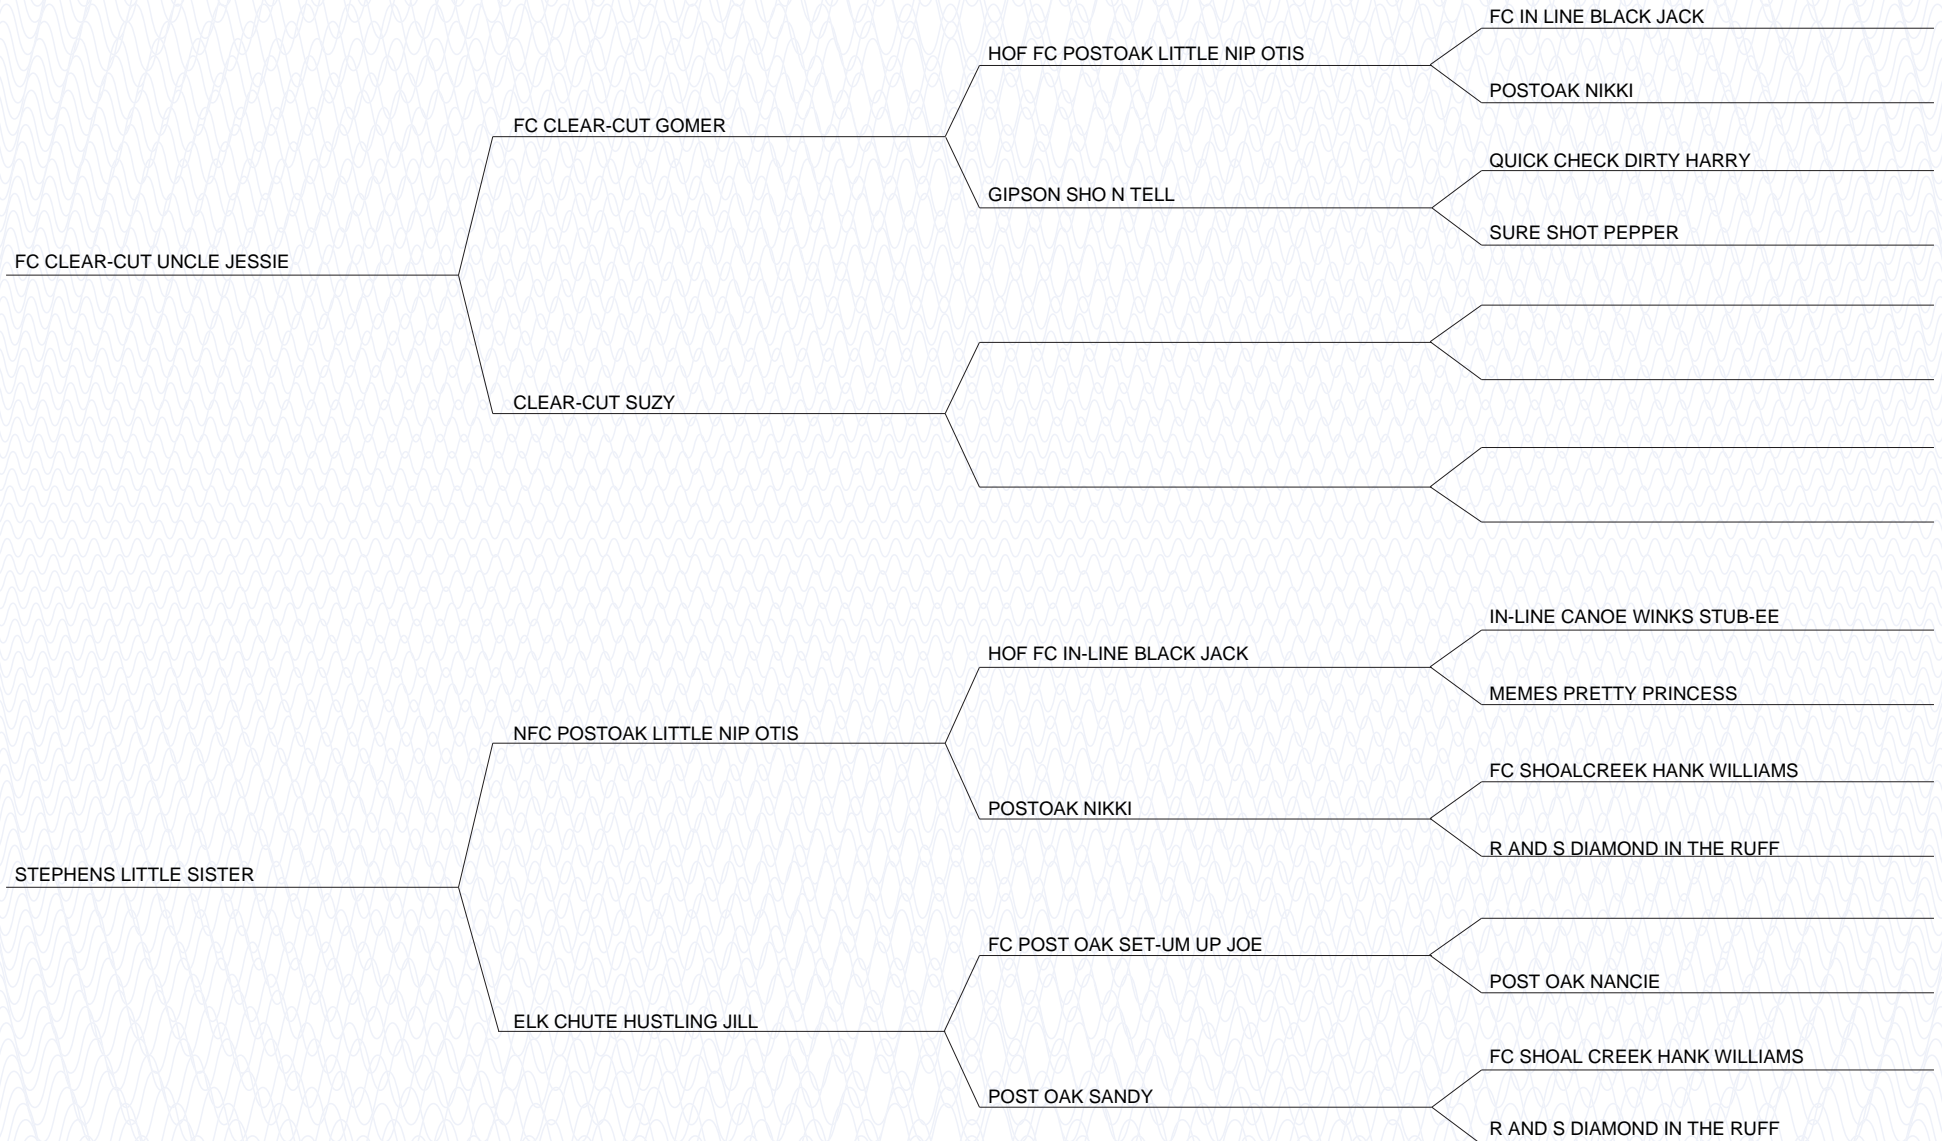 FC IN LINE BLACK JACK
HOF FC POSTOAK LITTLE NIP OTIS
POSTOAK NIKKI
FC CLEAR-CUT GOMER
QUICK CHECK DIRTY HARRY
GIPSON SHO N TELL
SURE SHOT PEPPER
FC CLEAR-CUT UNCLE JESSIE
CLEAR-CUT SUZY
IN-LINE CANOE WINKS STUB-EE
HOF FC IN-LINE BLACK JACK
MEMES PRETTY PRINCESS
NFC POSTOAK LITTLE NIP OTIS
FC SHOALCREEK HANK WILLIAMS
POSTOAK NIKKI
R AND S DIAMOND IN THE RUFF
STEPHENS LITTLE SISTER
FC POST OAK SET-UM UP JOE
POST OAK NANCIE
ELK CHUTE HUSTLING JILL
FC SHOAL CREEK HANK WILLIAMS
POST OAK SANDY
R AND S DIAMOND IN THE RUFF